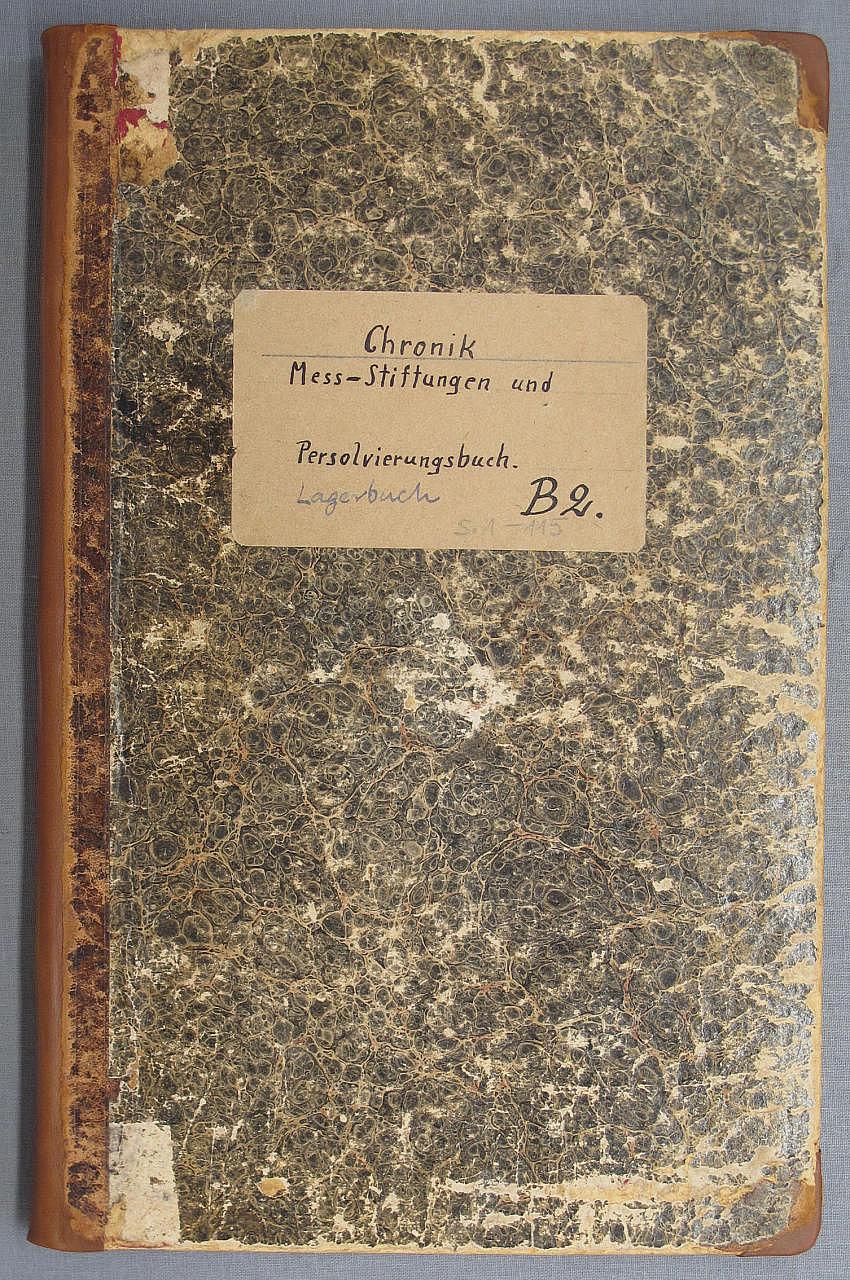 Chronik
Mess-Stiftungen und
Persolvierungsbuch.
Lagerbuch B2.
S. 1-115